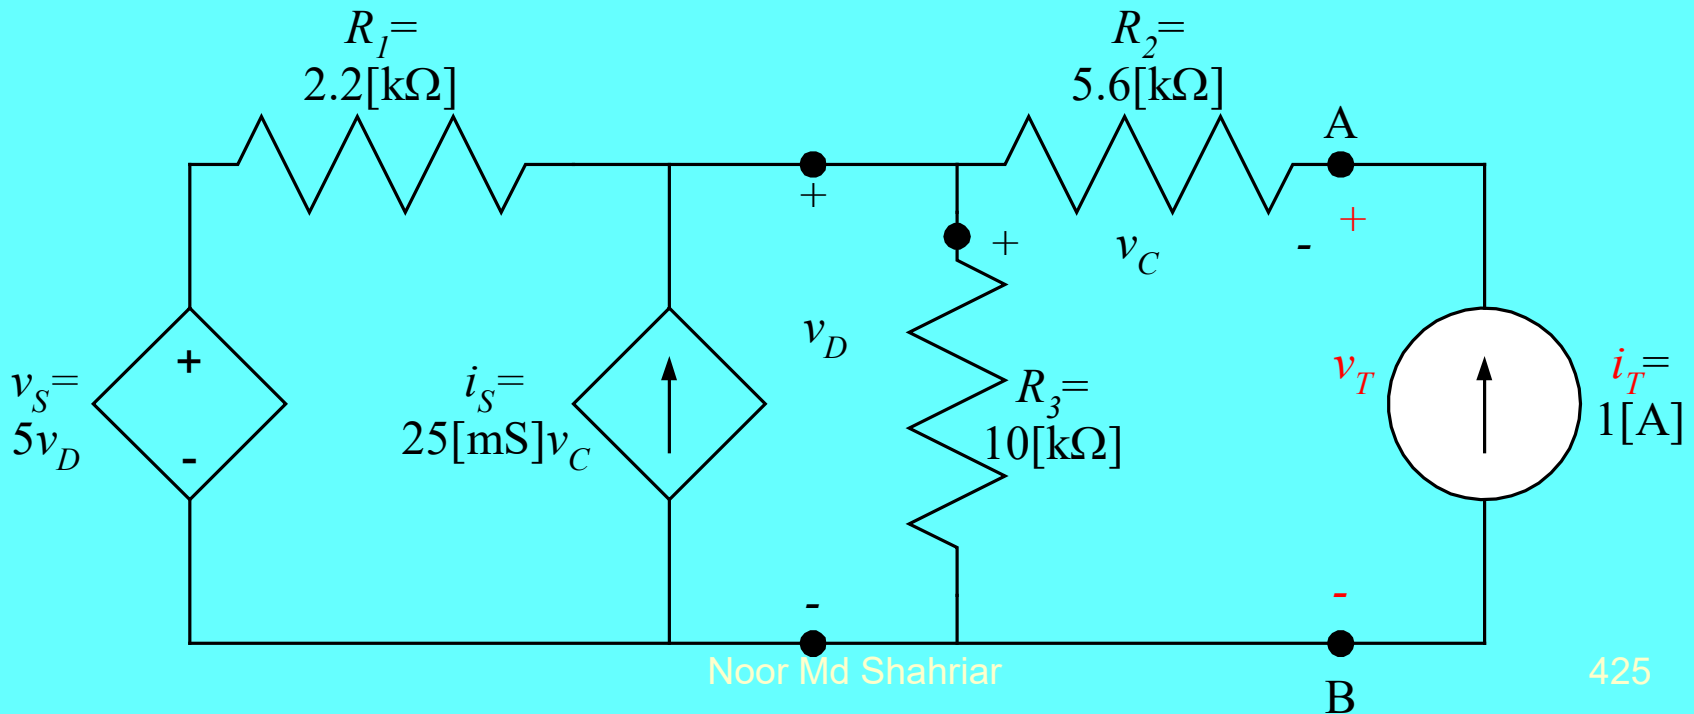 R1=
2.2[kΩ]
R2=
5.6[kΩ]
A
+
+
+
vC
-
+
vS=
5vD
-
iS=
25[mS]vC
vD
R3=
10[kΩ]
vT
iT=
1[A]
-
-
B
Noor Md Shahriar
425